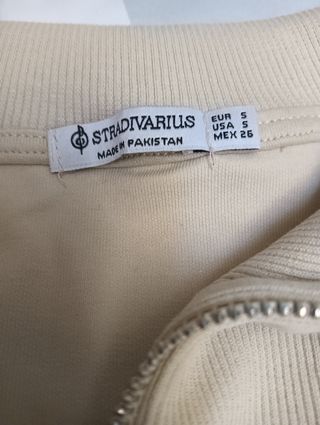 STRADIVARIUS
MADE IN PAKISTAN
EUR S
USA S
MEX 26